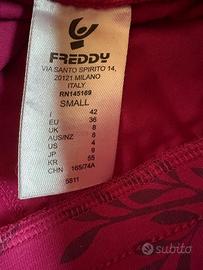 FREDDY
VIA SANTO SPIRITO 14,
20121 MILANO
ITALY
RN145169
SMALL
I 42
EU 36
UK 8
AUS/NZ 8
US 4
JP 9
KR 55
CHN 165/74A
5811
subito